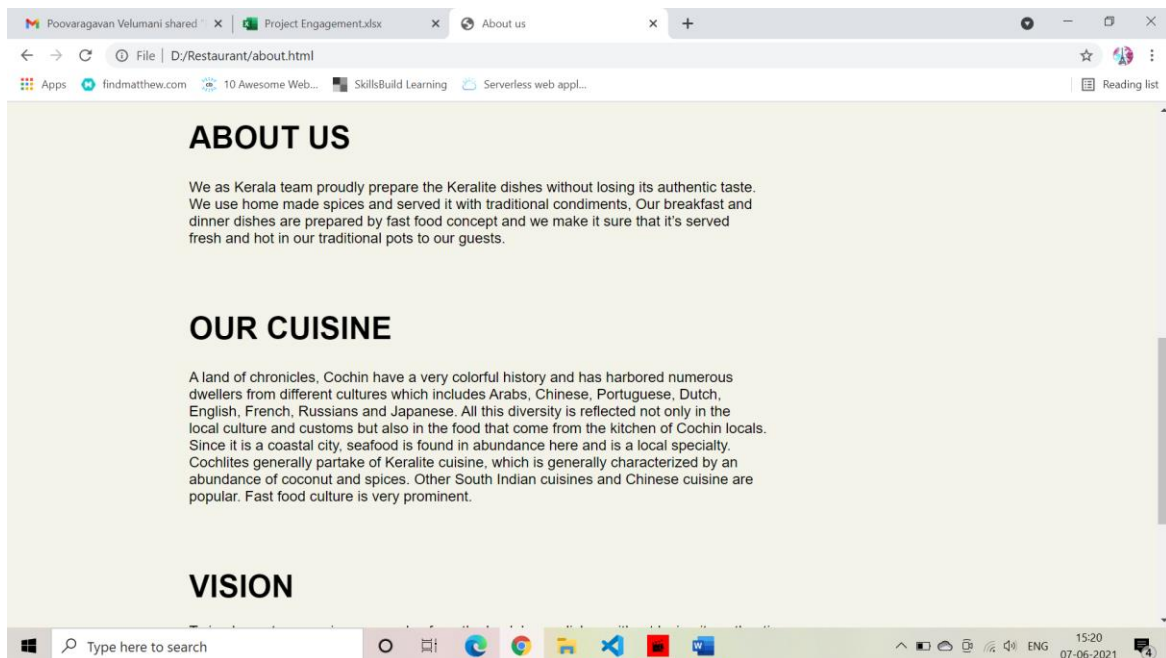 Poovaragavan Velumani shared "
Project Engagement.xlsx
About us
File | D:/Restaurant/about.html
Apps
findmatthew.com
10 Awesome Web...
SkillsBuild Learning
Serverless web appl...
Reading list
ABOUT US
We as Kerala team proudly prepare the Keralite dishes without losing its authentic taste.
We use home made spices and served it with traditional condiments, Our breakfast and
dinner dishes are prepared by fast food concept and we make it sure that it's served
fresh and hot in our traditional pots to our guests.
OUR CUISINE
A land of chronicles, Cochin have a very colorful history and has harbored numerous
dwellers from different cultures which includes Arabs, Chinese, Portuguese, Dutch,
English, French, Russians and Japanese. All this diversity is reflected not only in the
local culture and customs but also in the food that come from the kitchen of Cochin locals.
Since it is a coastal city, seafood is found in abundance here and is a local specialty.
Cochlites generally partake of Keralite cuisine, which is generally characterized by an
abundance of coconut and spices. Other South Indian cuisines and Chinese cuisine are
popular. Fast food culture is very prominent.
VISION
Type here to search
ENG
15:20
07-06-2021
4